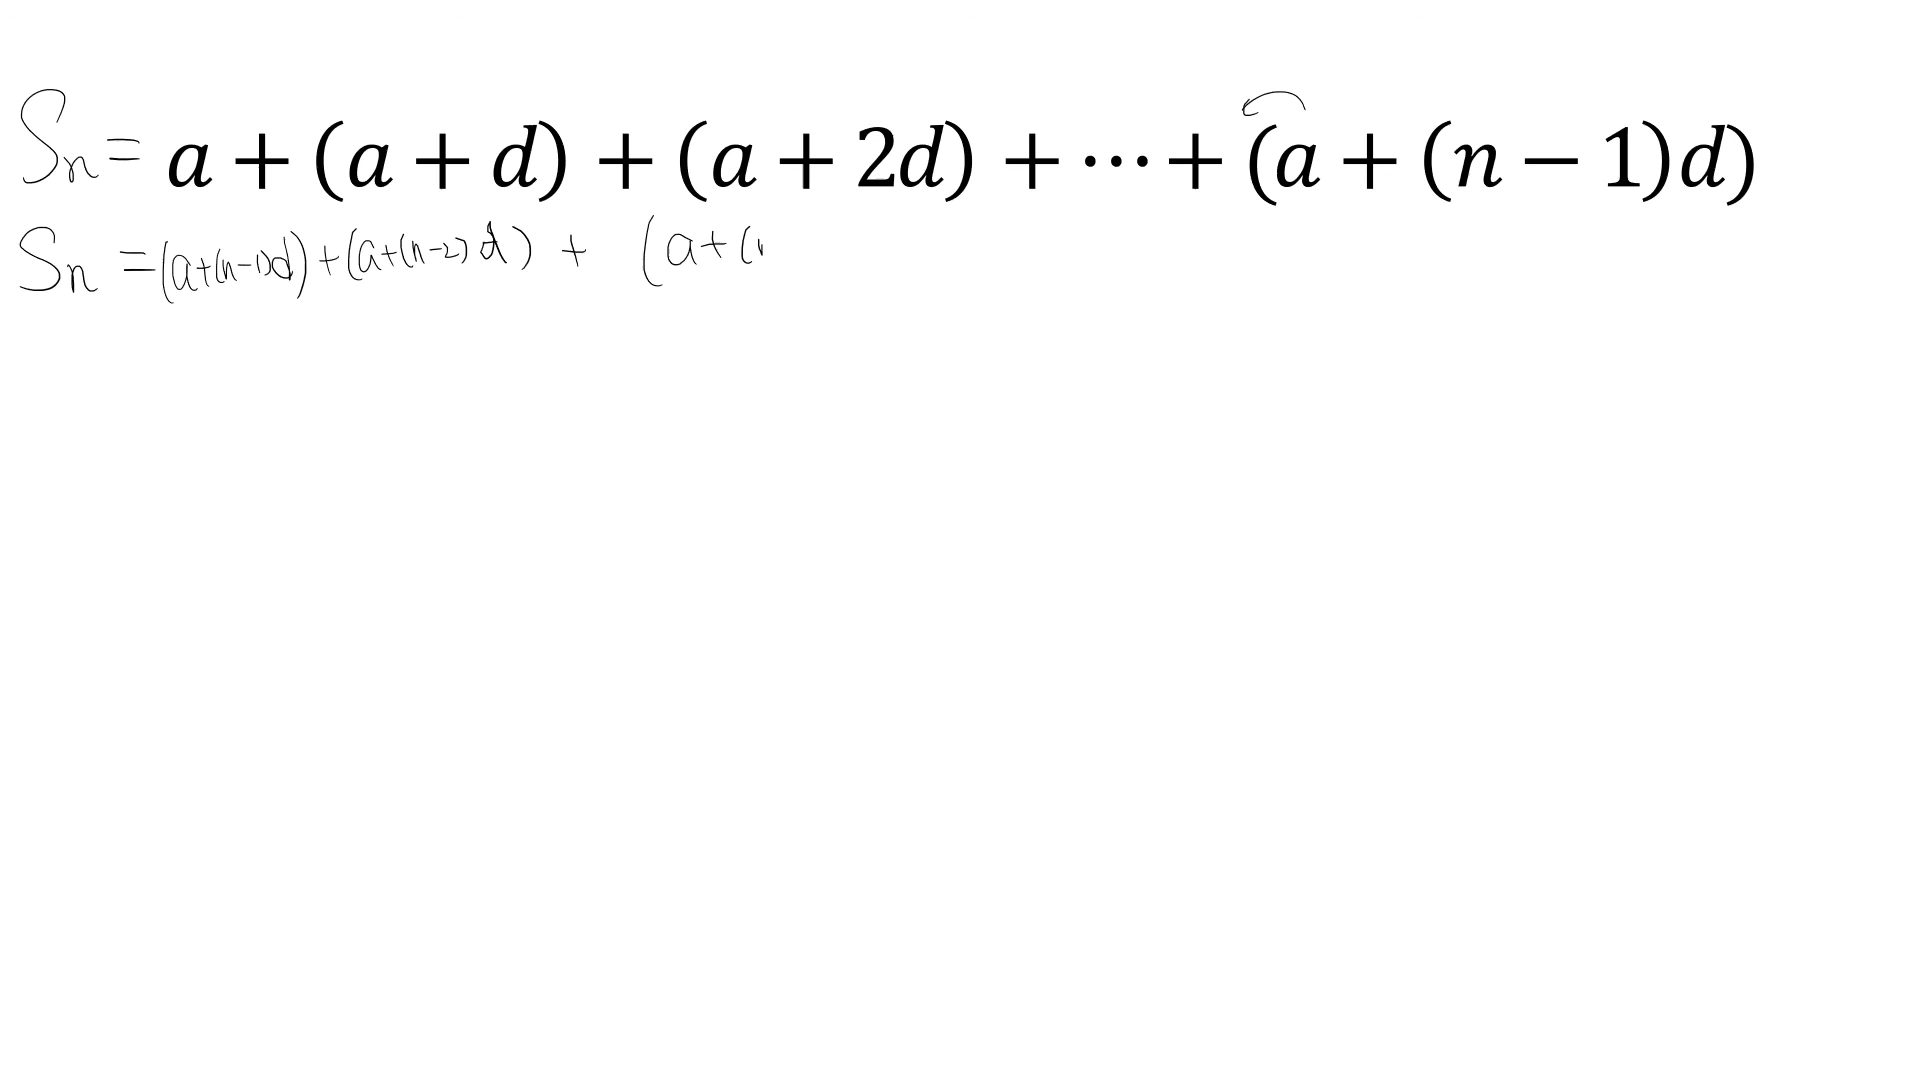 Sn = a + (a + d) + (a + 2d) + ⋯ + (a + (n − 1)d)
Sn = (a+(n-1)d) + (a+(n-2)d) + (a+(